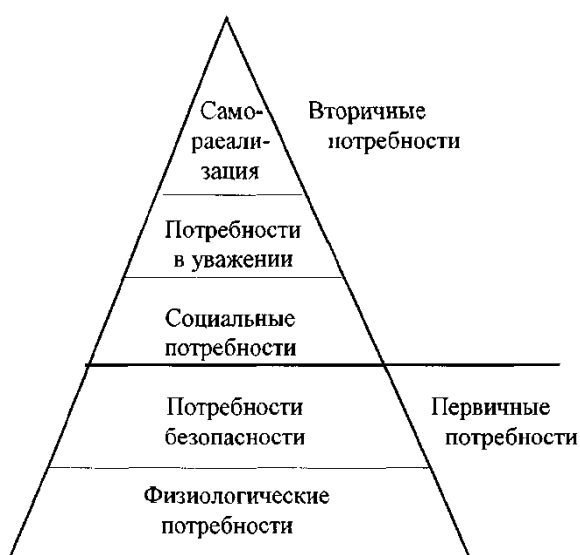 Само-
раеали-
зация
Вторичные
потребности
Потребности
в уважении
Социальные
потребности
Потребности
безопасности
Первичные
потребности
Физиологические
потребности